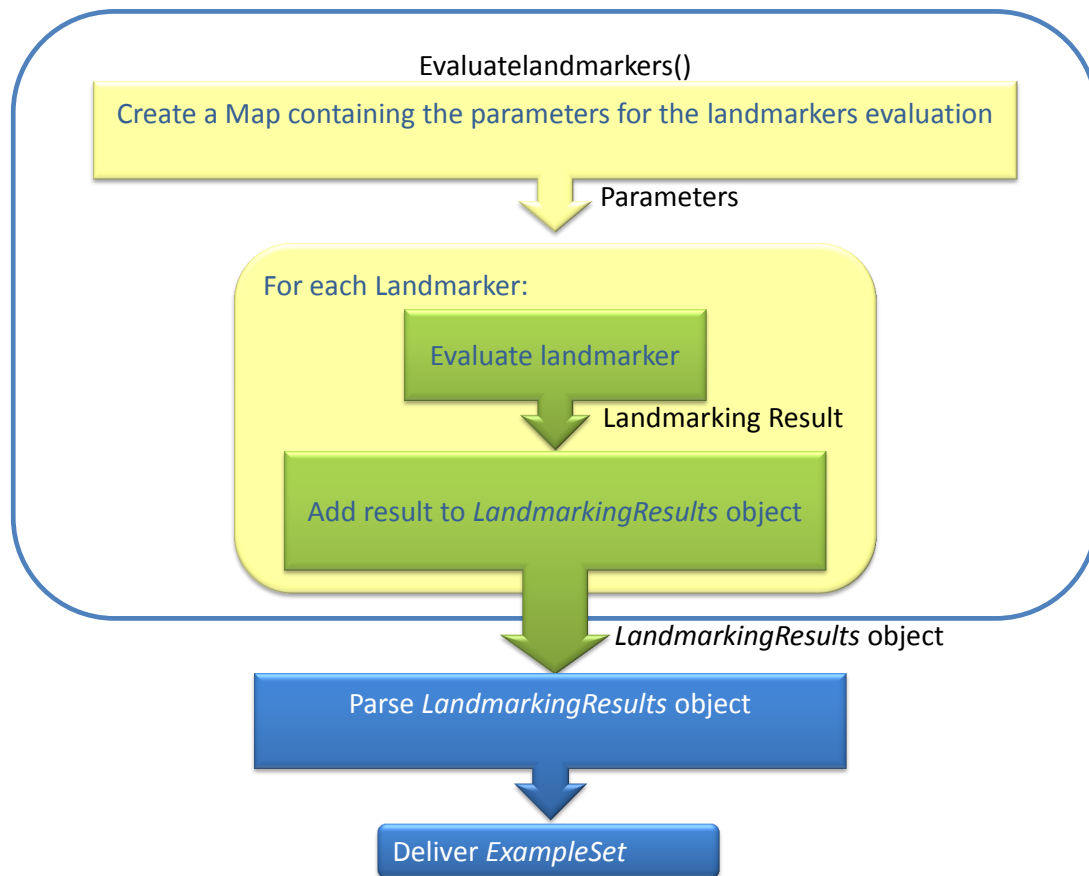 Evaluatelandmarkers()
Create a Map containing the parameters for the landmarkers evaluation
Parameters
For each Landmarker:
Evaluate landmarker
Landmarking Result
Add result to LandmarkingResults object
LandmarkingResults object
Parse LandmarkingResults object
Deliver ExampleSet